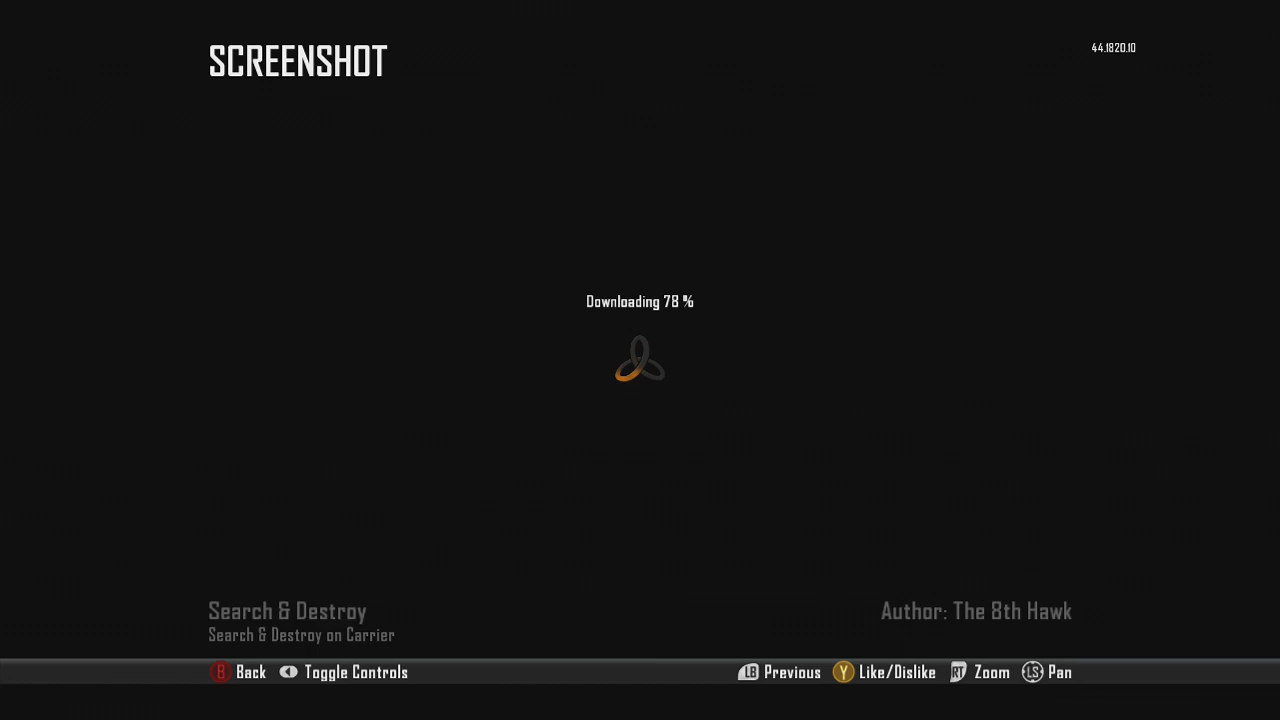 SCREENSHOT
44.1820.10
Downloading 78 %
Search & Destroy
Author: The 8th Hawk
Search & Destroy on Carrier
B Back Toggle Controls LB Previous Y Like/Dislike RT Zoom LS Pan